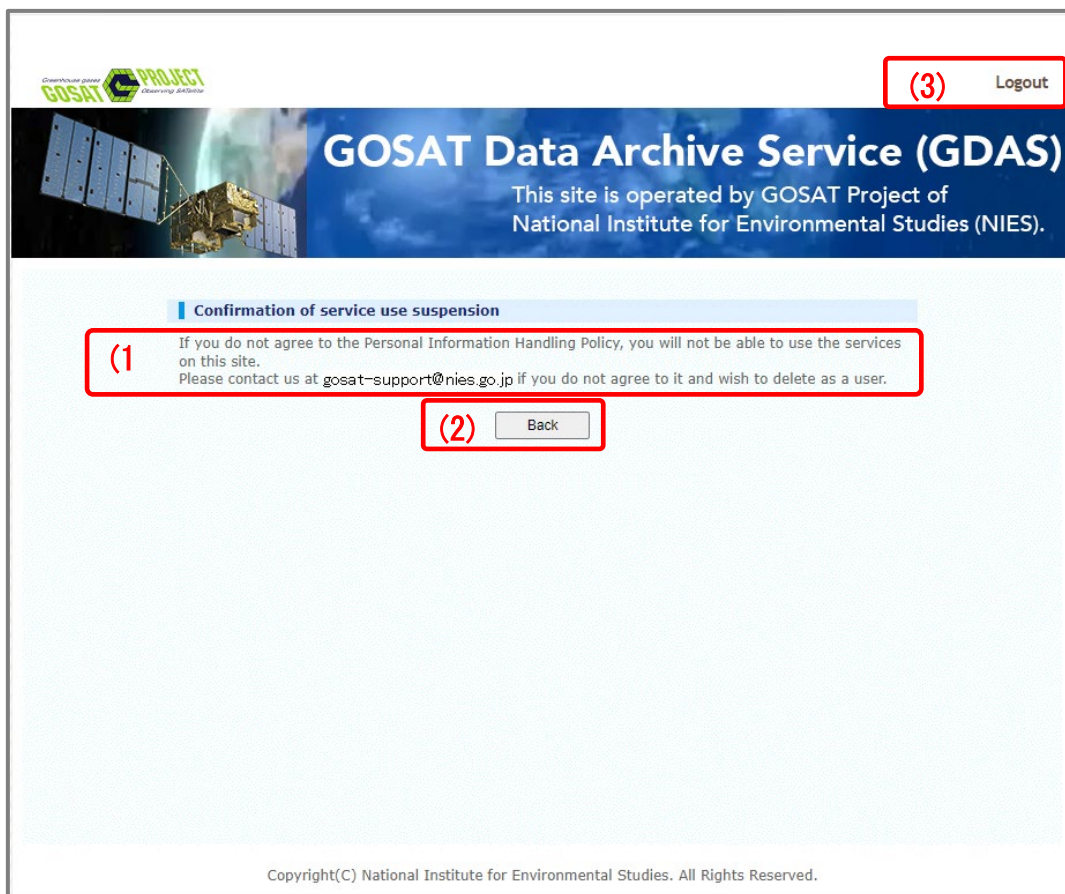 Greenhouse gases
GOSAT PROJECT
Observing SATellite
(3) Logout
GOSAT Data Archive Service (GDAS)
This site is operated by GOSAT Project of
National Institute for Environmental Studies (NIES).
Confirmation of service use suspension
(1
If you do not agree to the Personal Information Handling Policy, you will not be able to use the services
on this site.
Please contact us at gosat-support@nies.go.jp if you do not agree to it and wish to delete as a user.
(2) Back
Copyright(C) National Institute for Environmental Studies. All Rights Reserved.